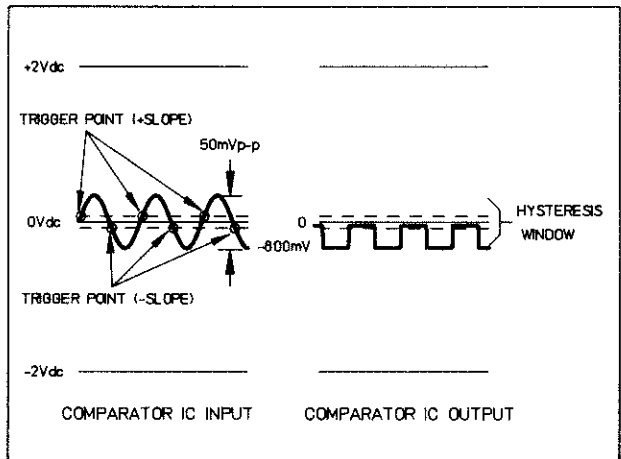 +2Vdc
TRIGGER POINT (+SLOPE)
50mVp-p
0Vdc
0
HYSTERESIS
WINDOW
-800mV
TRIGGER POINT (-SLOPE)
-2Vdc
COMPARATOR IC INPUT
COMPARATOR IC OUTPUT